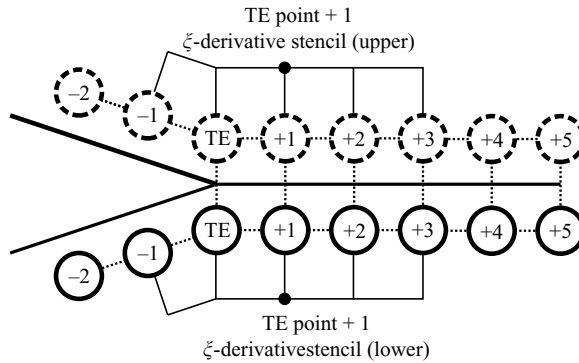 TE point + 1
ξ-derivative stencil (upper)
–2
–1
TE
+1
+2
+3
+4
+5
TE
+1
+2
+3
+4
+5
–1
–2
TE point + 1
ξ-derivativestencil (lower)